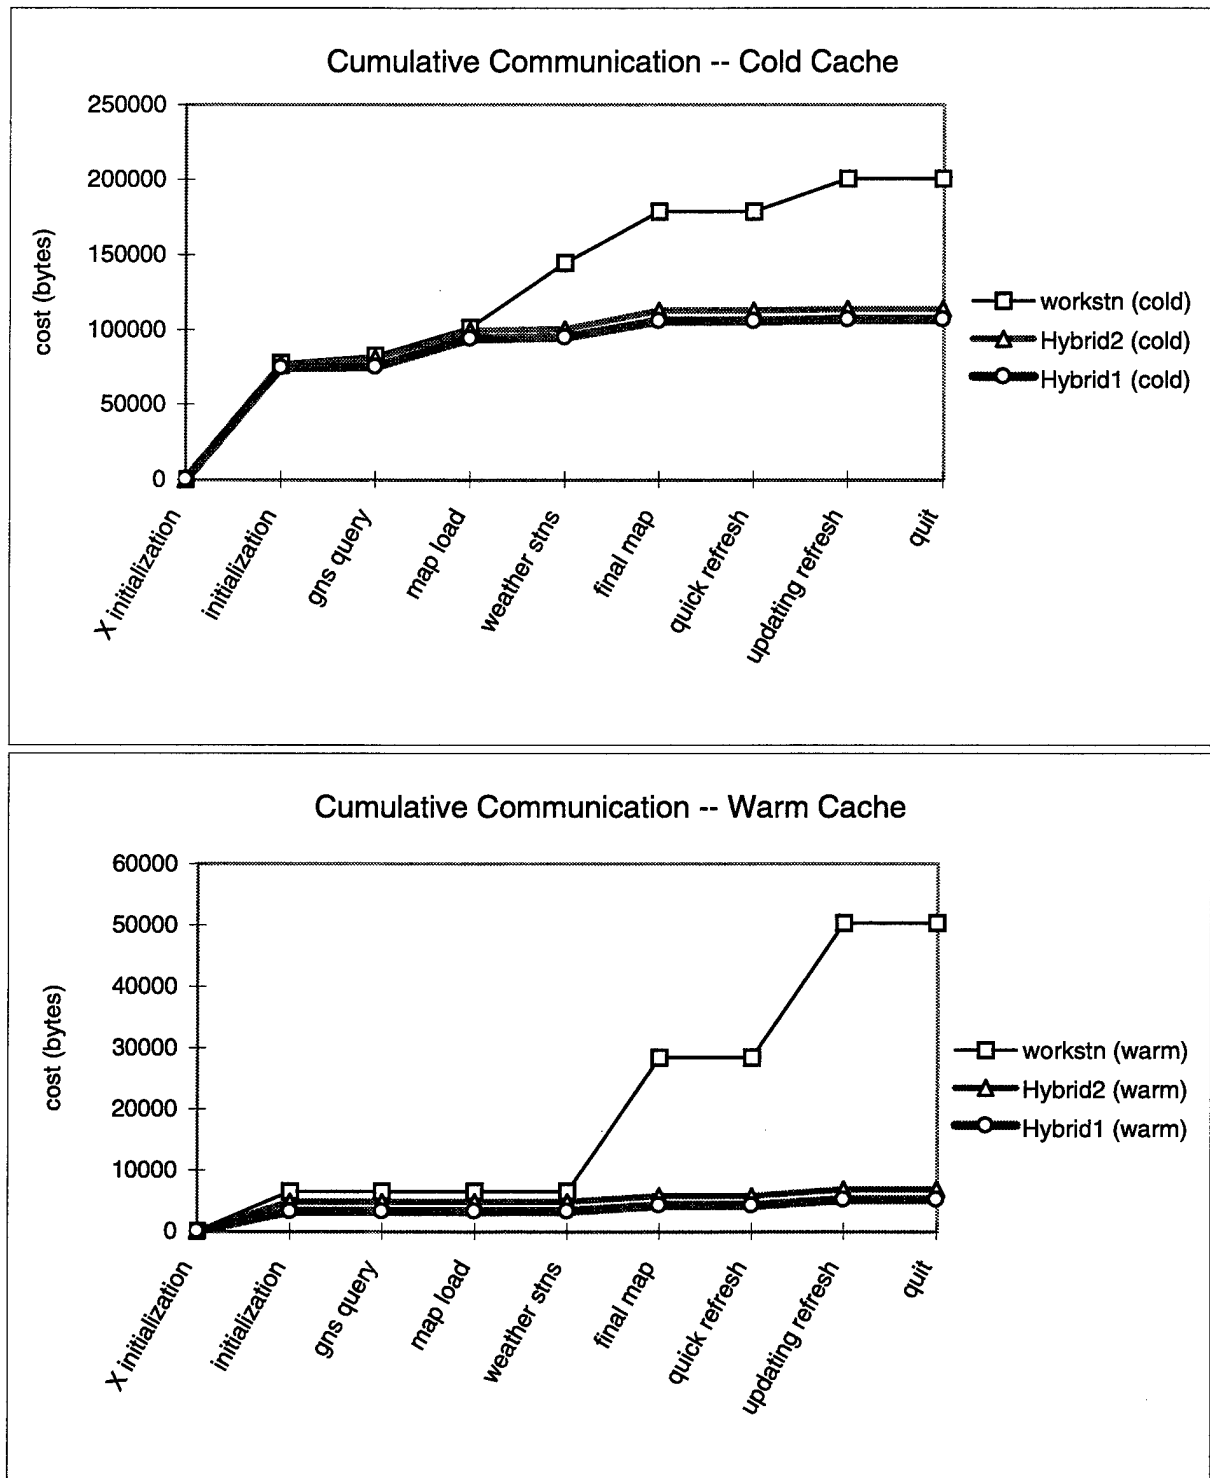 Cumulative Communication -- Cold Cache
250000
200000
150000
100000
50000
0
cost (bytes)
X initialization
initialization
gns query
map load
weather stns
final map
quick refresh
updating refresh
quit
workstn (cold)
Hybrid2 (cold)
Hybrid1 (cold)
Cumulative Communication -- Warm Cache
60000
50000
40000
30000
20000
10000
0
cost (bytes)
X initialization
initialization
gns query
map load
weather stns
final map
quick refresh
updating refresh
quit
workstn (warm)
Hybrid2 (warm)
Hybrid1 (warm)